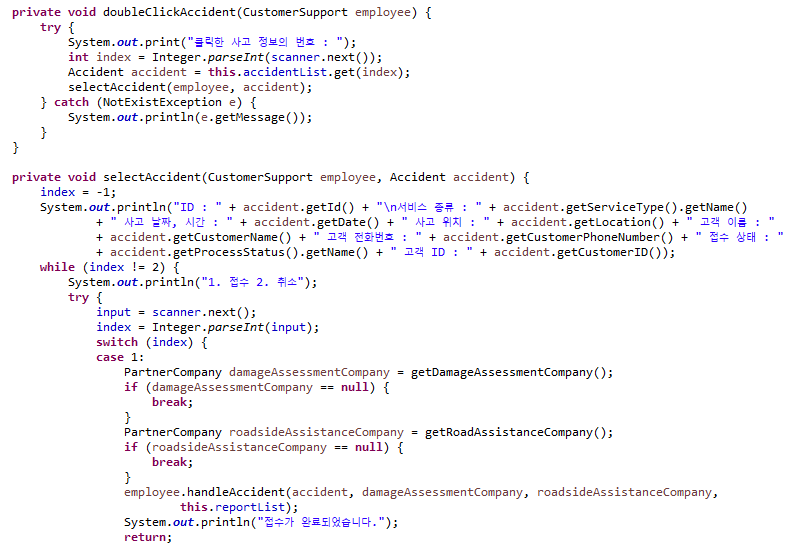 private void doubleClickAccident(CustomerSupport employee) {
    try {
        System.out.print("클릭한 사고 정보의 번호 : ");
        int index = Integer.parseInt(scanner.next());
        Accident accident = this.accidentList.get(index);
        selectAccident(employee, accident);
    } catch (NotExistException e) {
        System.out.println(e.getMessage());
    }
}
private void selectAccident(CustomerSupport employee, Accident accident) {
    index = -1;
    System.out.println("ID : " + accident.getId() + "\n서비스 종류 : " + accident.getServiceType().getName()
            + " 사고 날짜, 시간 : " + accident.getDate() + " 사고 위치 : " + accident.getLocation() + " 고객 이름 : "
            + accident.getCustomerName() + " 고객 전화번호 : " + accident.getCustomerPhoneNumber() + " 접수 상태 : "
            + accident.getProcessStatus().getName() + " 고객 ID : " + accident.getCustomerID());
    while (index != 2) {
        System.out.println("1. 접수 2. 취소");
        try {
            input = scanner.next();
            index = Integer.parseInt(input);
            switch (index) {
            case 1:
                PartnerCompany damageAssessmentCompany = getDamageAssessmentCompany();
                if (damageAssessmentCompany == null) {
                    break;
                }
                PartnerCompany roadsideAssistanceCompany = getRoadAssistanceCompany();
                if (roadsideAssistanceCompany == null) {
                    break;
                }
                employee.handleAccident(accident, damageAssessmentCompany, roadsideAssistanceCompany,
                        this.reportList);
                System.out.println("접수가 완료되었습니다.");
                return;